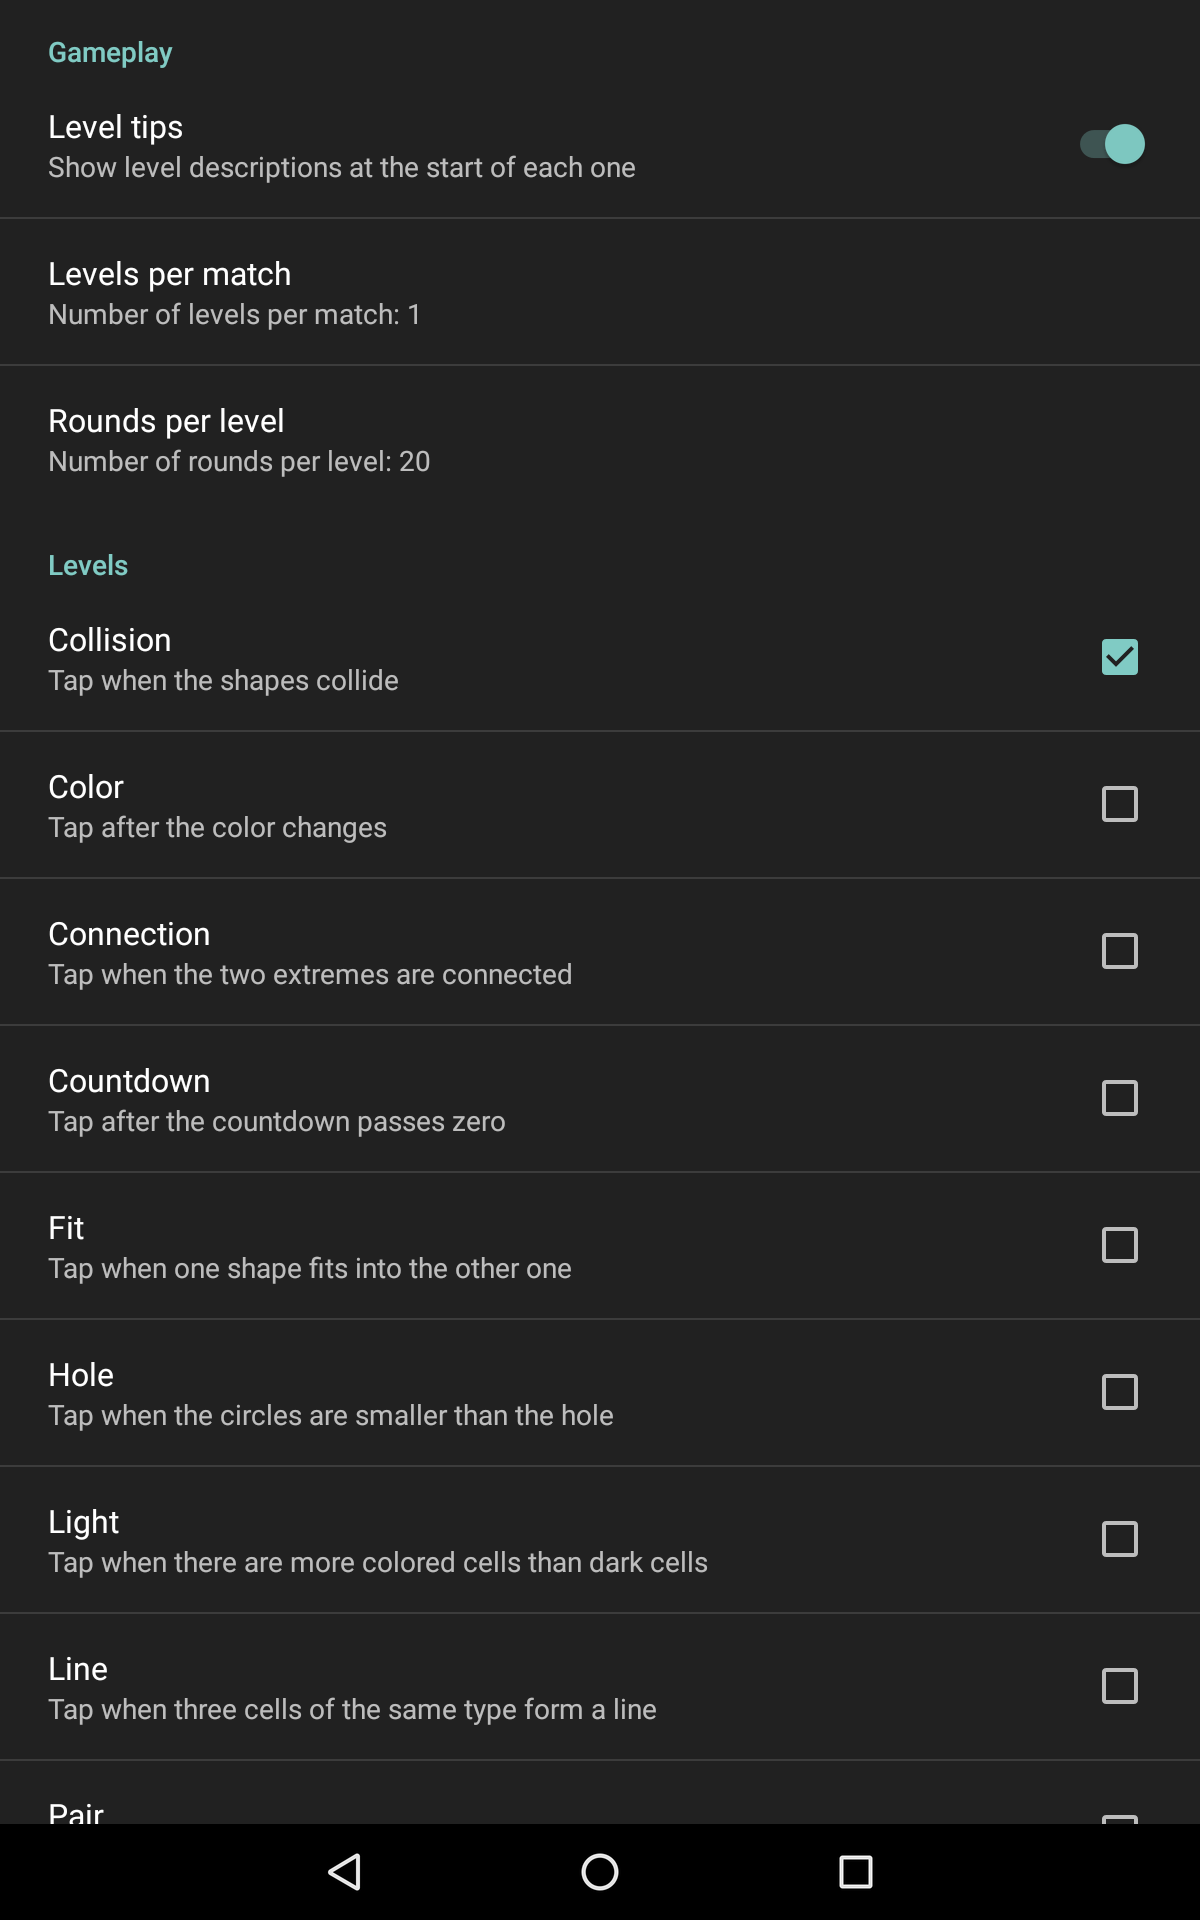 Gameplay
Level tips
Show level descriptions at the start of each one
Levels per match
Number of levels per match: 1
Rounds per level
Number of rounds per level: 20
Levels
Collision
Tap when the shapes collide
Color
Tap after the color changes
Connection
Tap when the two extremes are connected
Countdown
Tap after the countdown passes zero
Fit
Tap when one shape fits into the other one
Hole
Tap when the circles are smaller than the hole
Light
Tap when there are more colored cells than dark cells
Line
Tap when three cells of the same type form a line
Pair